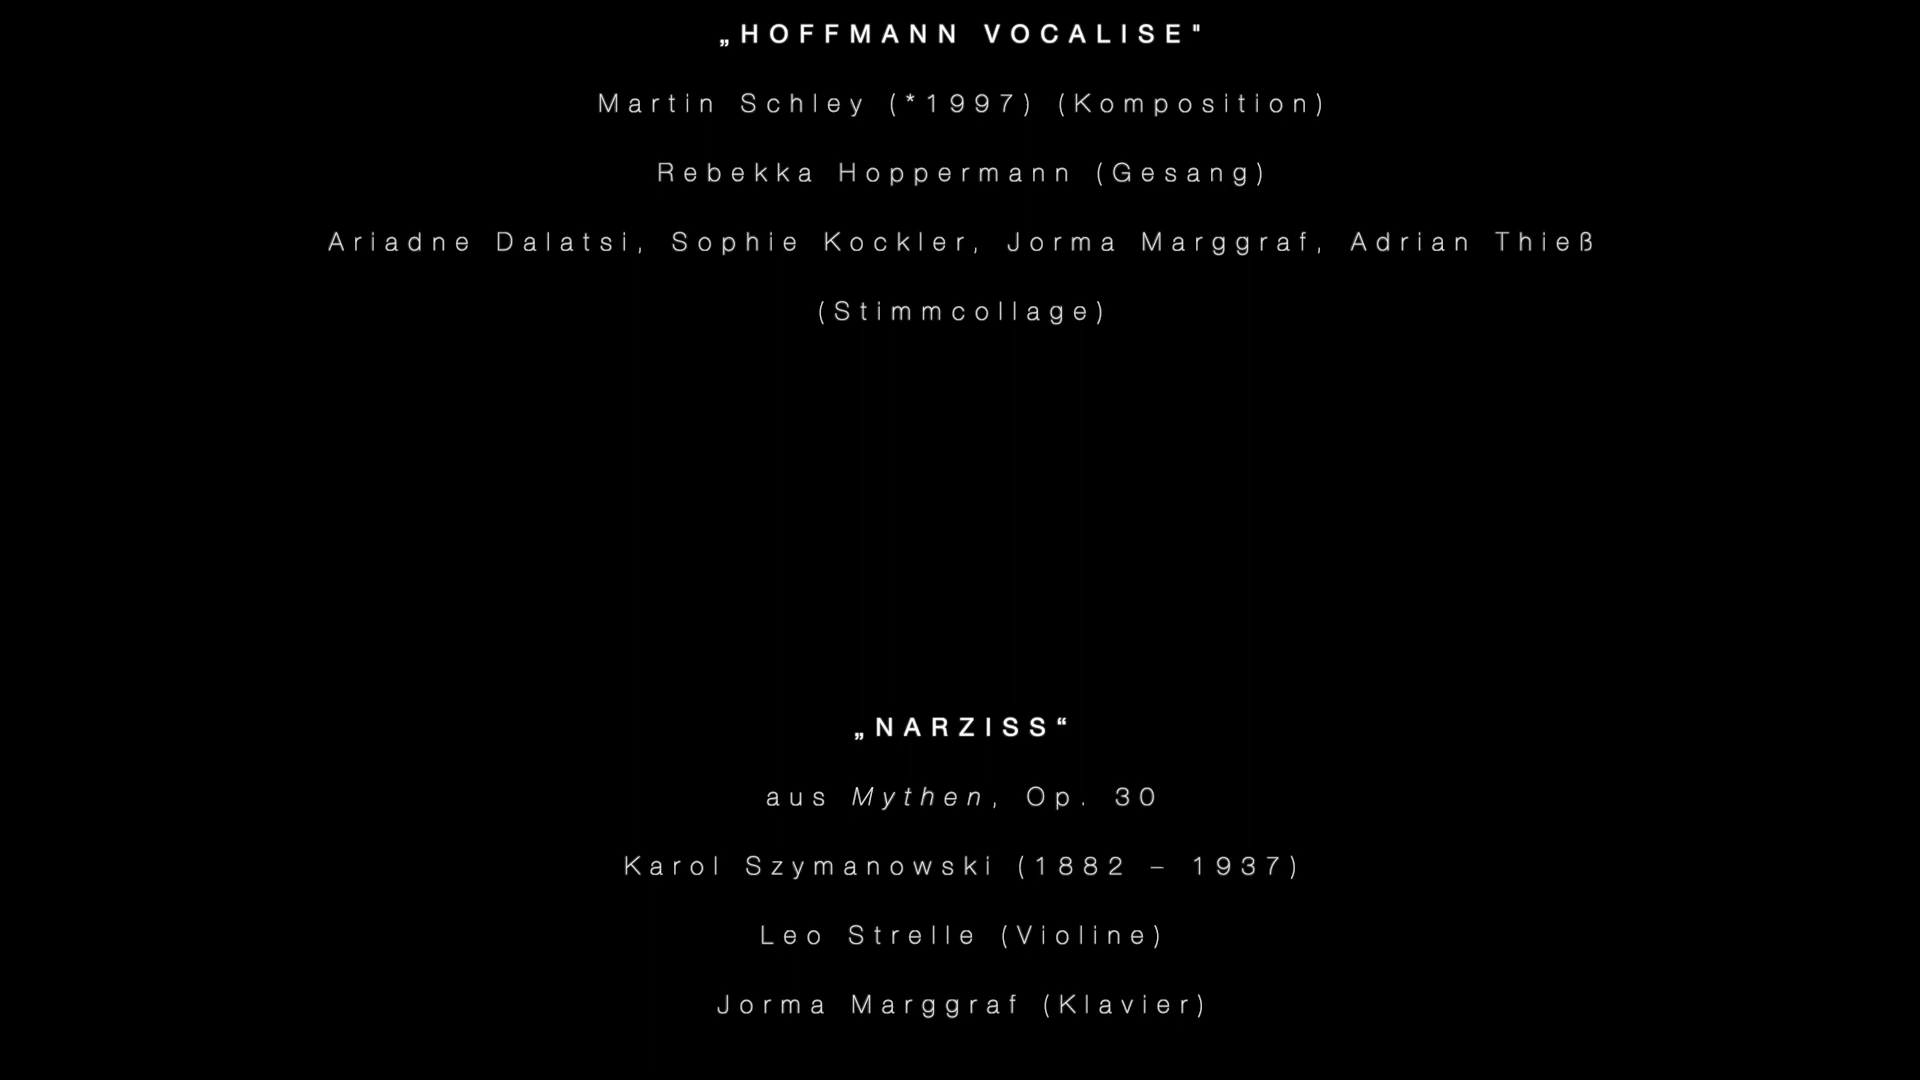 „HOFFMANN VOCALISE"
Martin Schley (*1997) (Komposition)
Rebekka Hoppermann (Gesang)
Ariadne Dalatsi, Sophie Kockler, Jorma Marggraf, Adrian Thieß
(Stimmcollage)
„NARZISS“
aus Mythen, Op. 30
Karol Szymanowski (1882 – 1937)
Leo Strelle (Violine)
Jorma Marggraf (Klavier)